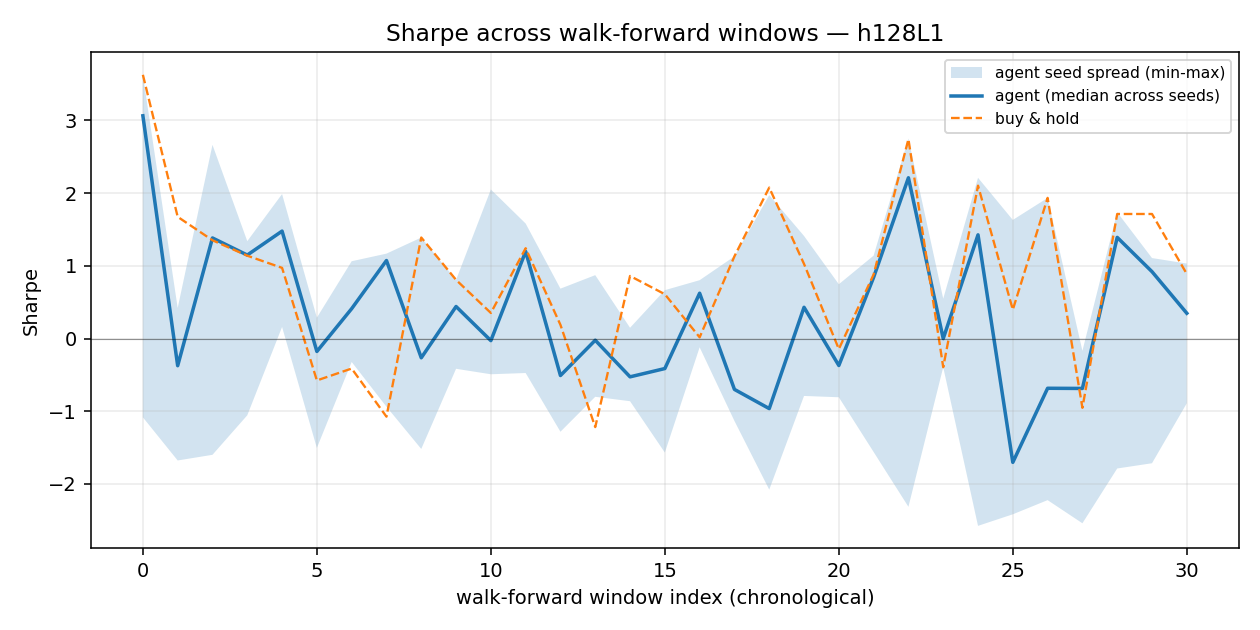 Sharpe across walk-forward windows — h128L1
agent seed spread (min-max)
agent (median across seeds)
buy & hold
Sharpe
3
2
1
0
−1
−2
0 5 10 15 20 25 30
walk-forward window index (chronological)